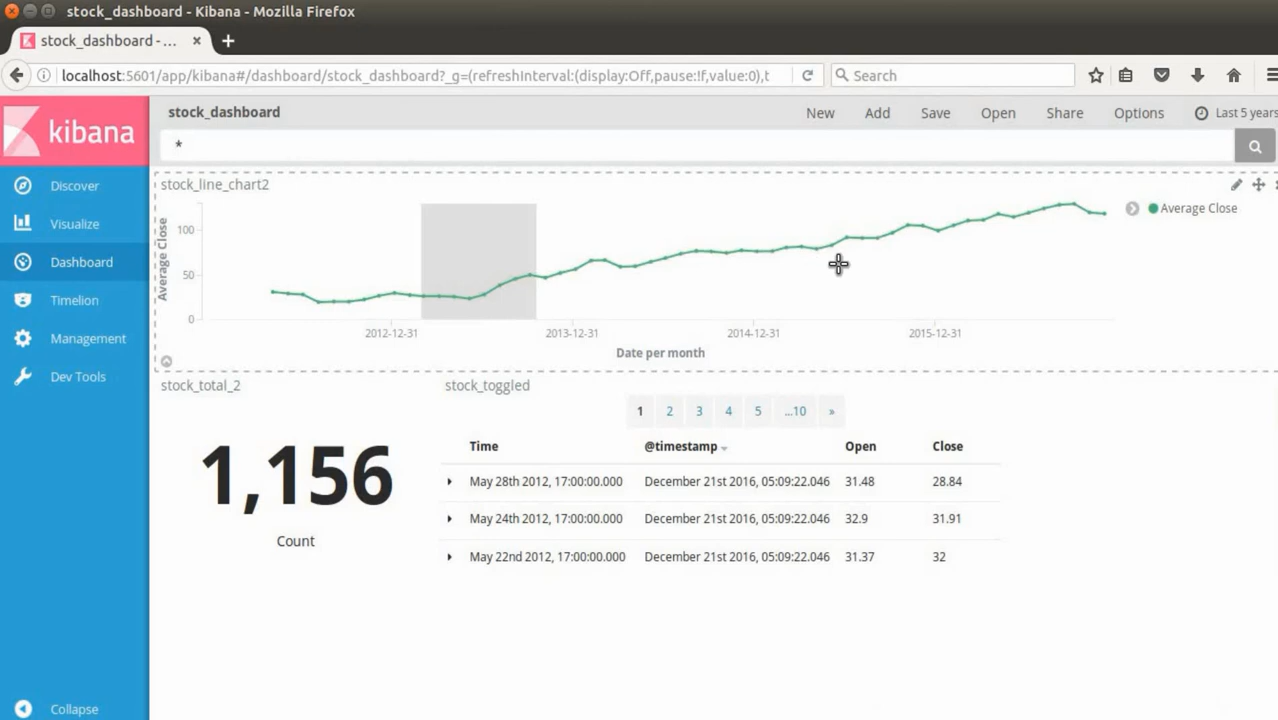 stock_dashboard - Kibana - Mozilla Firefox
stock_dashboard - ...
localhost:5601/app/kibana#/dashboard/stock_dashboard?_g=(refreshInterval:(display:Off,pause:!f,value:0),t
Search
kibana
stock_dashboard
New Add Save Open Share Options Last 5 years
*
Discover
Visualize
Dashboard
Timelion
Management
Dev Tools
Collapse
stock_line_chart2
Average Close
100
50
0
2012-12-31 2013-12-31 2014-12-31 2015-12-31
Date per month
Average Close
stock_total_2
1,156
Count
stock_toggled
1 2 3 4 5 ...10 »
Time @timestamp Open Close
May 28th 2012, 17:00:00.000 December 21st 2016, 05:09:22.046 31.48 28.84
May 24th 2012, 17:00:00.000 December 21st 2016, 05:09:22.046 32.9 31.91
May 22nd 2012, 17:00:00.000 December 21st 2016, 05:09:22.046 31.37 32